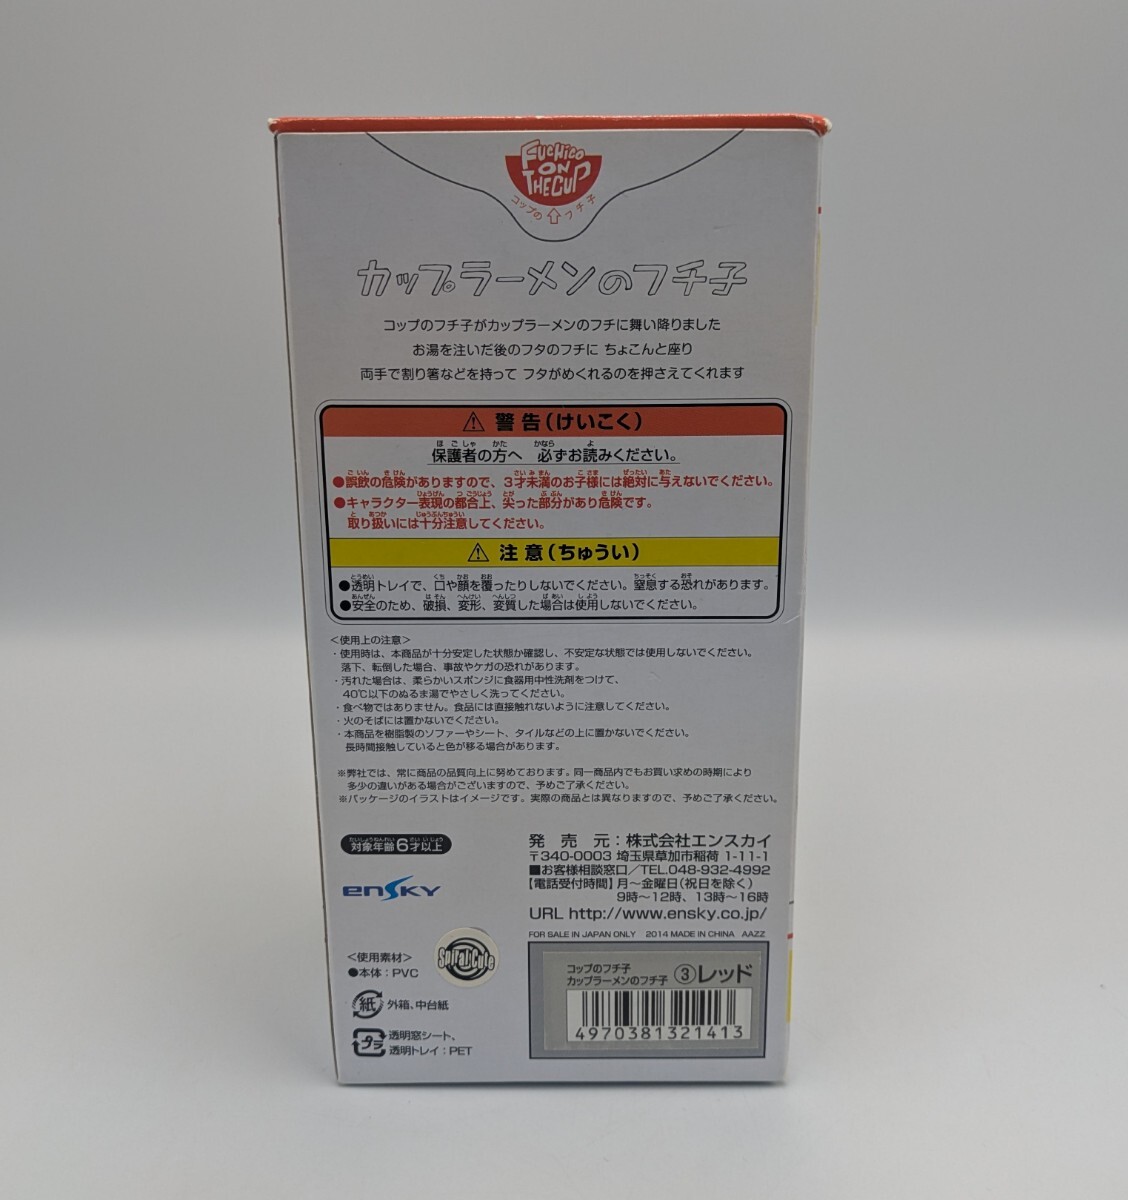 FUCHICO
ON
THE CUP
コップの フチ子
カップラーメンのフチ子
コップのフチ子がカップラーメンのフチに舞い降りました
お湯を注いだ後のフタのフチに ちょこんと座り
両手で割り箸などを持って フタがめくれるのを押さえてくれます
警告(けいこく)
保護者の方へ 必ずお読みください。
●誤飲の危険がありますので、3才未満のお子様には絶対に与えないでください。
●キャラクター表現の都合上、尖った部分があり危険です。
取り扱いには十分注意してください。
注意(ちゅうい)
●透明トレイで、口や顔を覆ったりしないでください。窒息する恐れがあります。
●安全のため、破損、変形、変質した場合は使用しないでください。
<使用上の注意>
・使用時は、本商品が十分安定した状態か確認し、不安定な状態では使用しないでください。
落下、転倒した場合、事故やケガの恐れがあります。
・汚れた場合は、柔らかいスポンジに食器用中性洗剤をつけて、
40℃以下のぬるま湯でやさしく洗ってください。
・食べ物ではありません。食品には直接触れないように注意してください。
・火のそばには置かないでください。
・本商品を樹脂製のソファーやシート、タイルなどの上に置かないでください。
長時間接触していると色が移る場合があります。
※弊社では、常に商品の品質向上に努めております。同一商品内でもお買い求めの時期により
多少の違いがある場合がございますので、予めご了承ください。
※パッケージのイラストはイメージです。実際の商品とは異なりますので、予めご了承ください。
対象年齢6才以上
ensky
発売元:株式会社エンスカイ
〒340-0003 埼玉県草加市稲荷 1-11-1
■お客様相談窓口/TEL.048-932-4992
【電話受付時間】月〜金曜日(祝日を除く)
9時〜12時、13時〜16時
URL http://www.ensky.co.jp/
FOR SALE IN JAPAN ONLY 2014 MADE IN CHINA AAZZ
<使用素材>
●本体:PVC
Spiral Cute
紙 外箱、中台紙
プラ 透明窓シート、
透明トレイ:PET
コップのフチ子
カップラーメンのフチ子 ③レッド
4970381321413